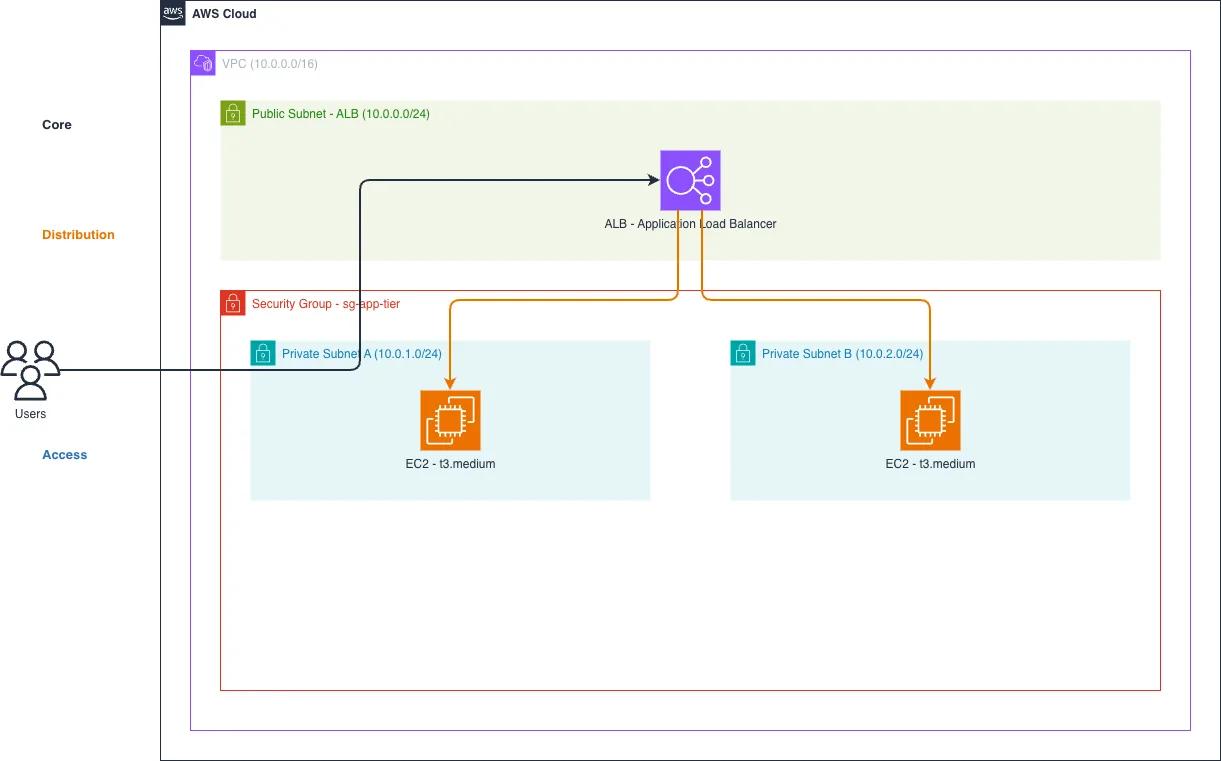 aws
AWS Cloud
VPC (10.0.0.0/16)
Public Subnet - ALB (10.0.0.0/24)
Core
ALB - Application Load Balancer
Distribution
Security Group - sg-app-tier
Private Subnet A (10.0.1.0/24)
Private Subnet B (10.0.2.0/24)
Users
Access
EC2 - t3.medium
EC2 - t3.medium